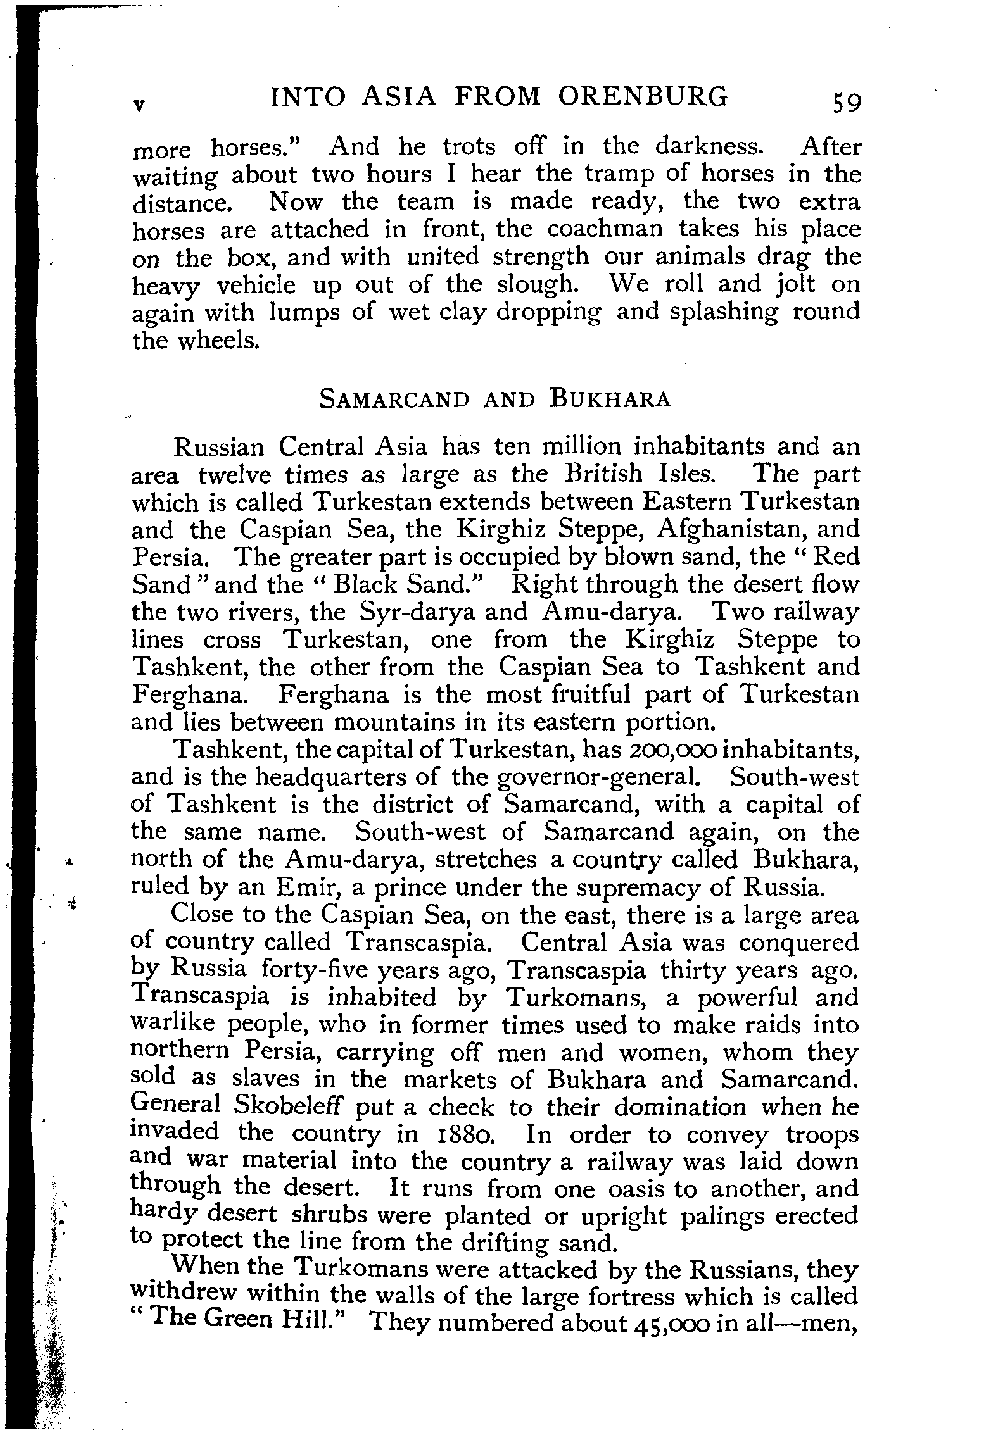 v INTO ASIA FROM ORENBURG 59
more horses." And he trots off in the darkness. After
waiting about two hours I hear the tramp of horses in the
distance. Now the team is made ready, the two extra
horses are attached in front, the coachman takes his place
on the box, and with united strength our animals drag the
heavy vehicle up out of the slough. We roll and jolt on
again with lumps of wet clay dropping and splashing round
the wheels.
SAMARCAND AND BUKHARA
Russian Central Asia has ten million inhabitants and an
area twelve times as large as the British Isles. The part
which is called Turkestan extends between Eastern Turkestan
and the Caspian Sea, the Kirghiz Steppe, Afghanistan, and
Persia. The greater part is occupied by blown sand, the "Red
Sand" and the "Black Sand." Right through the desert flow
the two rivers, the Syr-darya and Amu-darya. Two railway
lines cross Turkestan, one from the Kirghiz Steppe to
Tashkent, the other from the Caspian Sea to Tashkent and
Ferghana. Ferghana is the most fruitful part of Turkestan
and lies between mountains in its eastern portion.
Tashkent, the capital of Turkestan, has 200,000 inhabitants,
and is the headquarters of the governor-general. South-west
of Tashkent is the district of Samarcand, with a capital of
the same name. South-west of Samarcand again, on the
north of the Amu-darya, stretches a country called Bukhara,
ruled by an Emir, a prince under the supremacy of Russia.
Close to the Caspian Sea, on the east, there is a large area
of country called Transcaspia. Central Asia was conquered
by Russia forty-five years ago, Transcaspia thirty years ago.
Transcaspia is inhabited by Turkomans, a powerful and
warlike people, who in former times used to make raids into
northern Persia, carrying off men and women, whom they
sold as slaves in the markets of Bukhara and Samarcand.
General Skobeleff put a check to their domination when he
invaded the country in 1880. In order to convey troops
and war material into the country a railway was laid down
through the desert. It runs from one oasis to another, and
hardy desert shrubs were planted or upright palings erected
to protect the line from the drifting sand.
When the Turkomans were attacked by the Russians, they
withdrew within the walls of the large fortress which is called
"The Green Hill." They numbered about 45,000 in all—men,